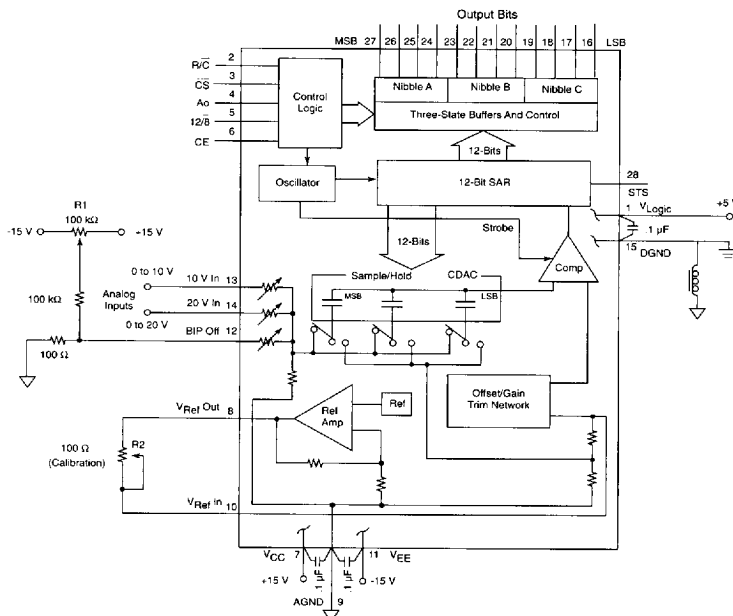 Output Bits
MSB 27 26 25 24 23 22 21 20 19 18 17 16 LSB
R/C̅ 2
C̅S̅ 3
Ao 4
12/8̅ 5
CE 6
Control Logic
Nibble A Nibble B Nibble C
Three-State Buffers And Control
12-Bits
Oscillator
12-Bit SAR
28
STS
R1
100 kΩ
-15 V +15 V
1 VLogic +5 V
.1 µF
15 DGND
Strobe
12-Bits
Comp
Sample/Hold CDAC
MSB LSB
100 kΩ
Analog Inputs
0 to 10 V
10 V In 13
20 V In 14
0 to 20 V
BIP Off 12
100 Ω
Offset/Gain Trim Network
VRef Out 8
Ref Amp
Ref
100 Ω
(Calibration)
R2
VRef In 10
VCC 7
11 VEE
+15 V
.1 µF
.1 µF
-15 V
AGND 9